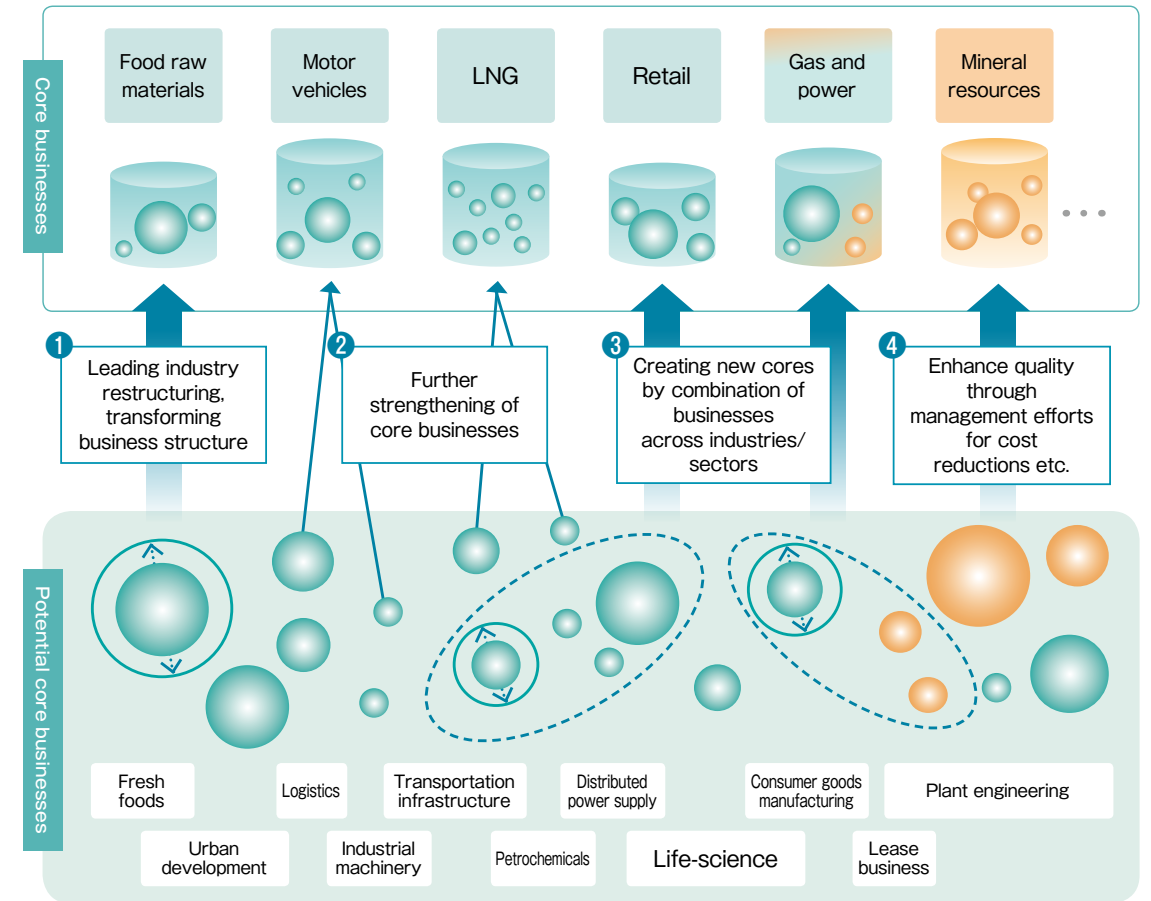 Core businesses
Food raw
materials
Motor
vehicles
LNG
Retail
Gas and
power
Mineral
resources
...
1
Leading industry
restructuring,
transforming
business structure
2
Further
strengthening of
core businesses
3
Creating new cores
by combination of
businesses
across industries/
sectors
4
Enhance quality
through
management efforts
for cost
reductions etc.
Potential core businesses
Fresh
foods
Logistics
Transportation
infrastructure
Distributed
power supply
Consumer goods
manufacturing
Plant engineering
Urban
development
Industrial
machinery
Petrochemicals
Life-science
Lease
business